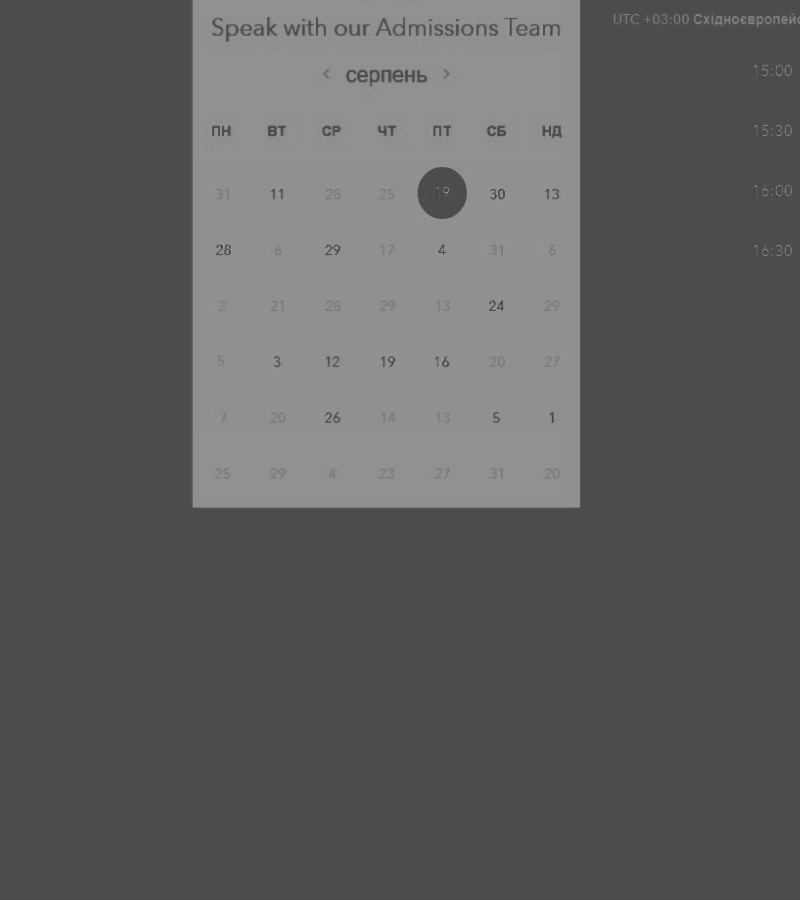 Speak with our Admissions Team
серпень
ПН ВТ СР ЧТ ПТ СБ НД
31 11 28 25 19 30 13
28 6 29 17 4 31 6
2 21 28 29 13 24 29
5 3 12 19 16 20 27
7 20 26 14 13 5 1
25 29 4 23 27 31 20
UTC +03:00 Східноєвропейс
15:00
15:30
16:00
16:30